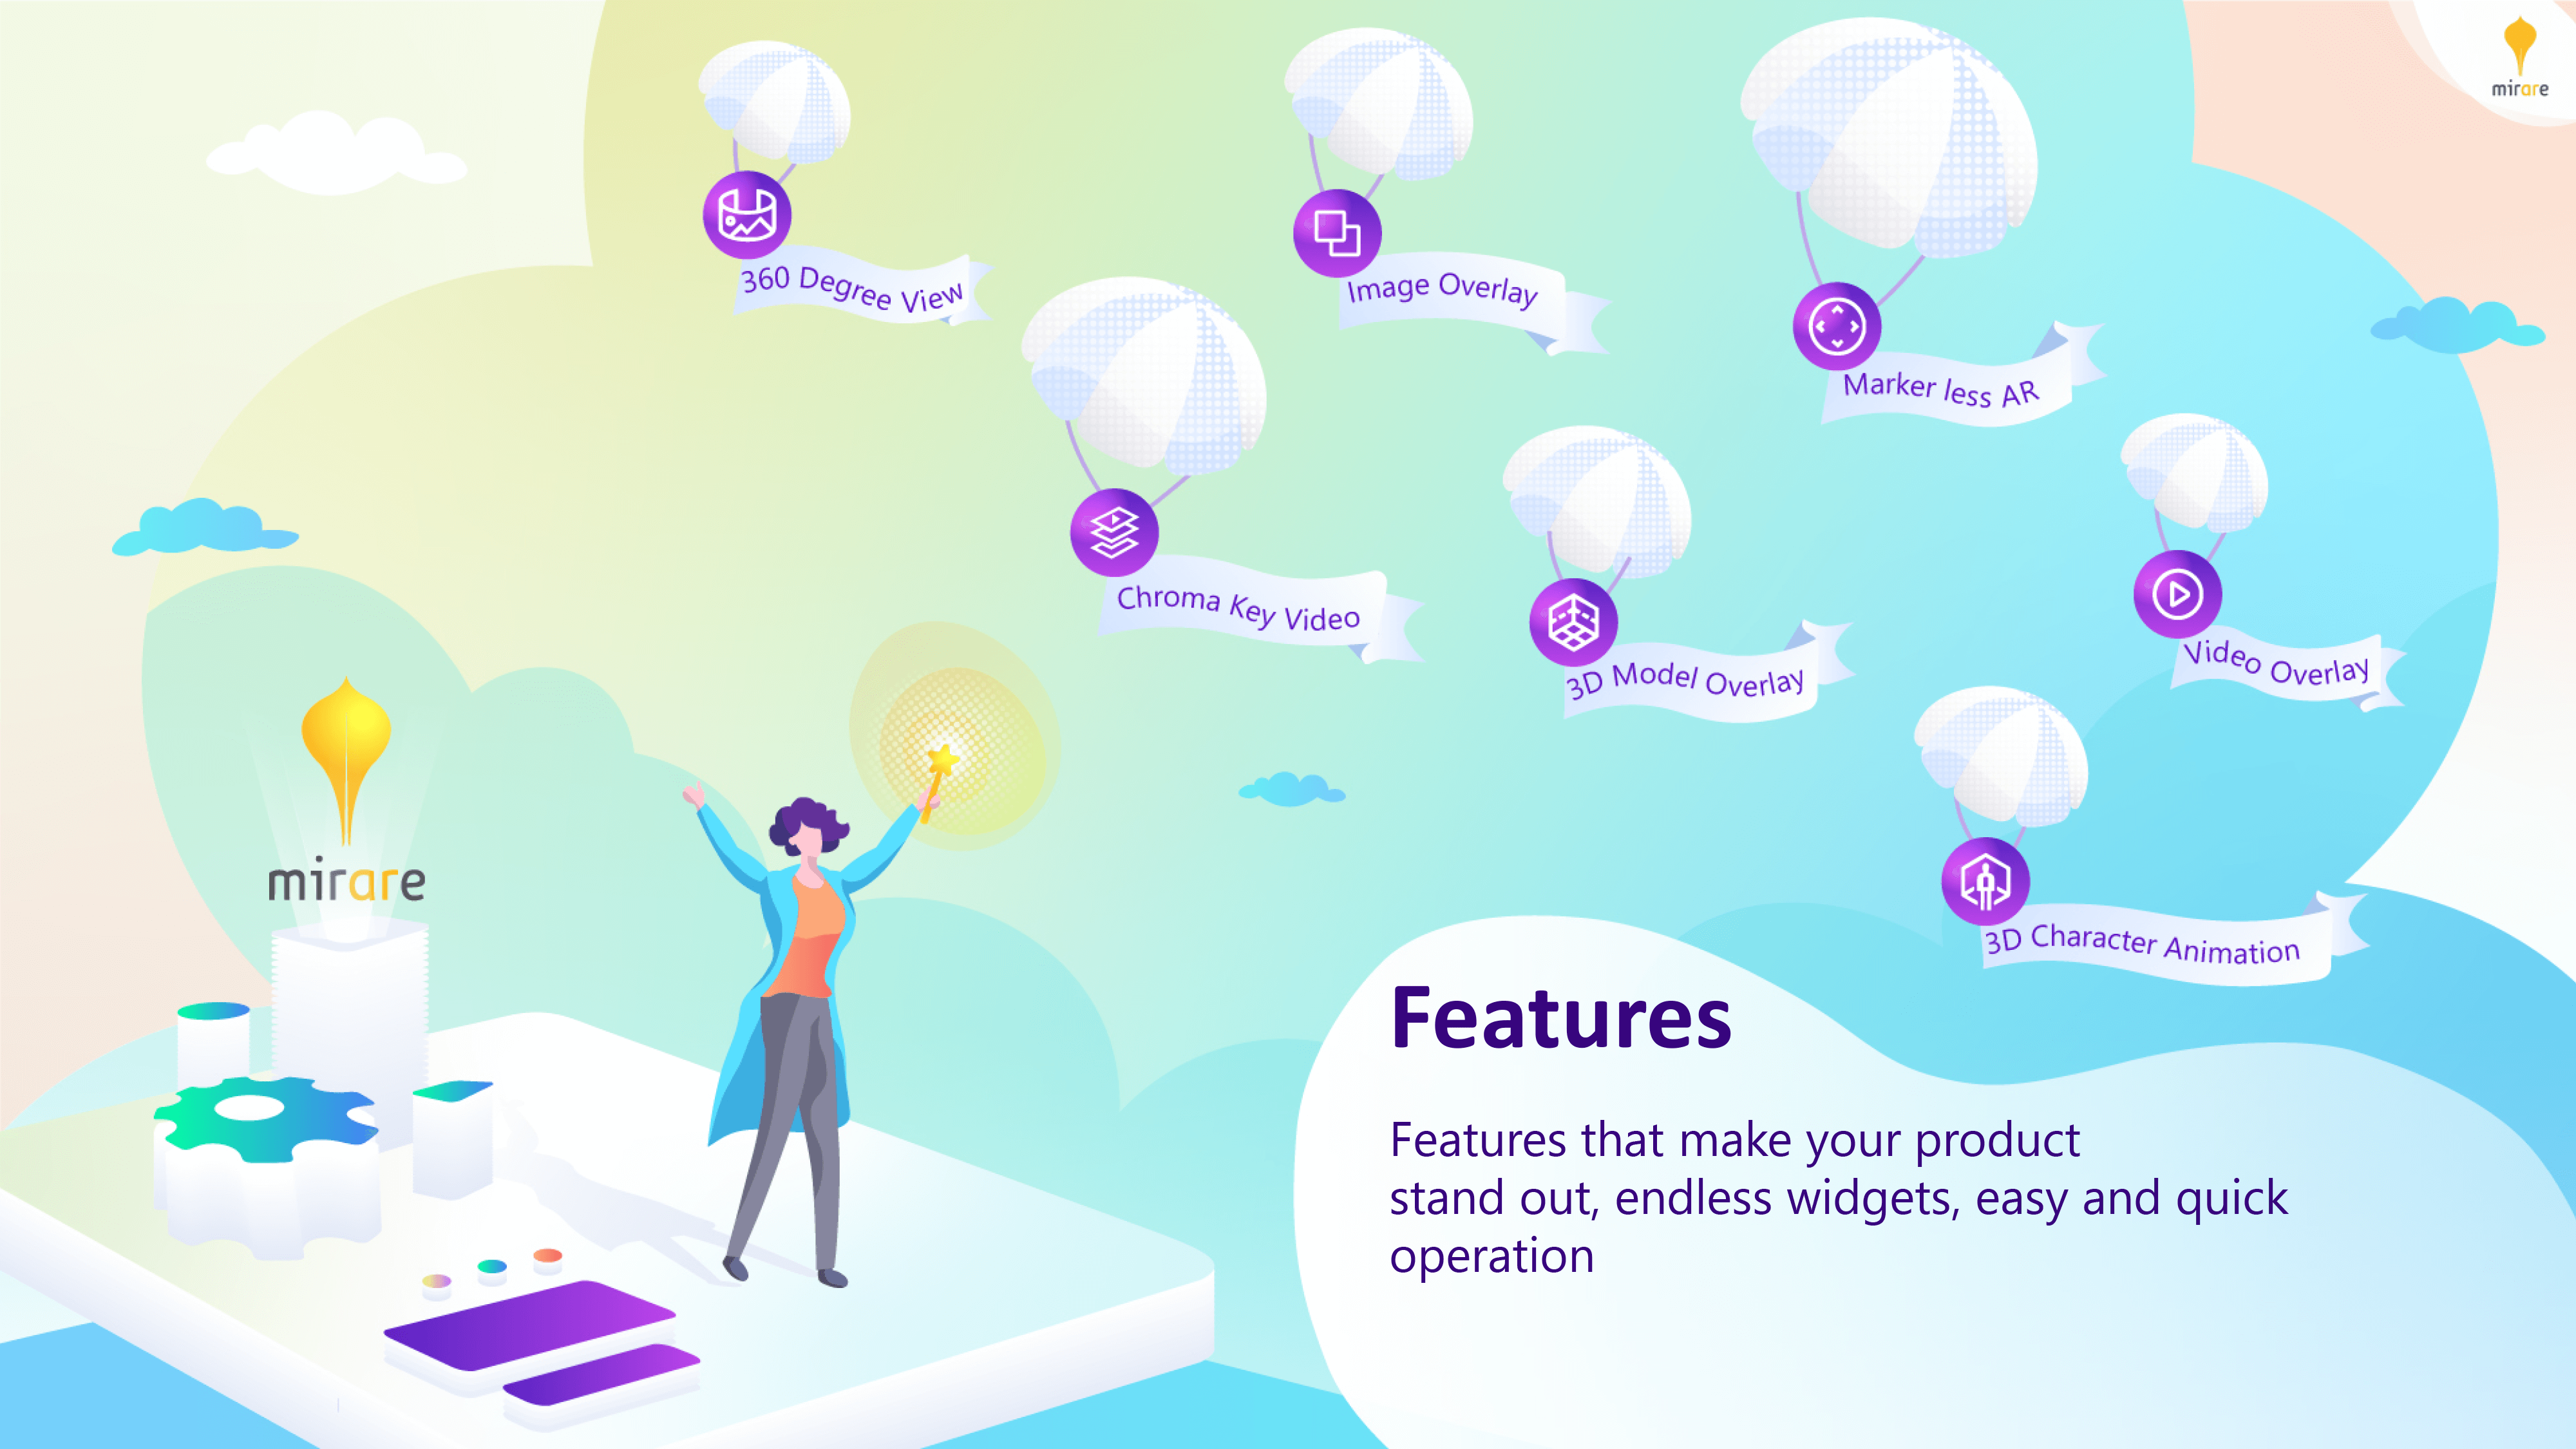 mirare
360 Degree View
Image Overlay
Marker less AR
Chroma Key Video
3D Model Overlay
Video Overlay
3D Character Animation
mirare
Features
Features that make your product
stand out, endless widgets, easy and quick
operation